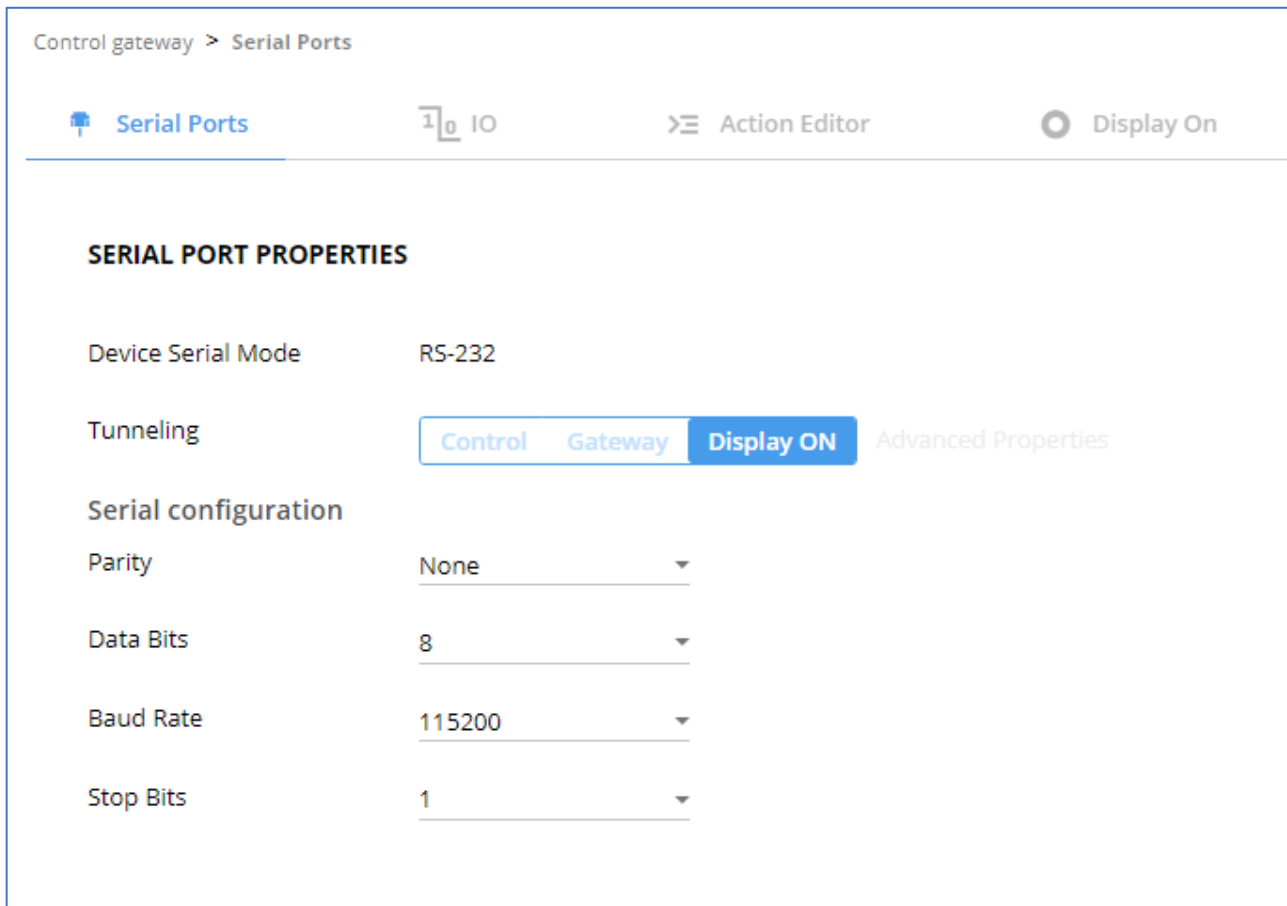 Control gateway > Serial Ports
Serial Ports 1 0 IO Action Editor Display On
SERIAL PORT PROPERTIES
Device Serial Mode RS-232
Tunneling Control Gateway Display ON Advanced Properties
Serial configuration
Parity None
Data Bits 8
Baud Rate 115200
Stop Bits 1